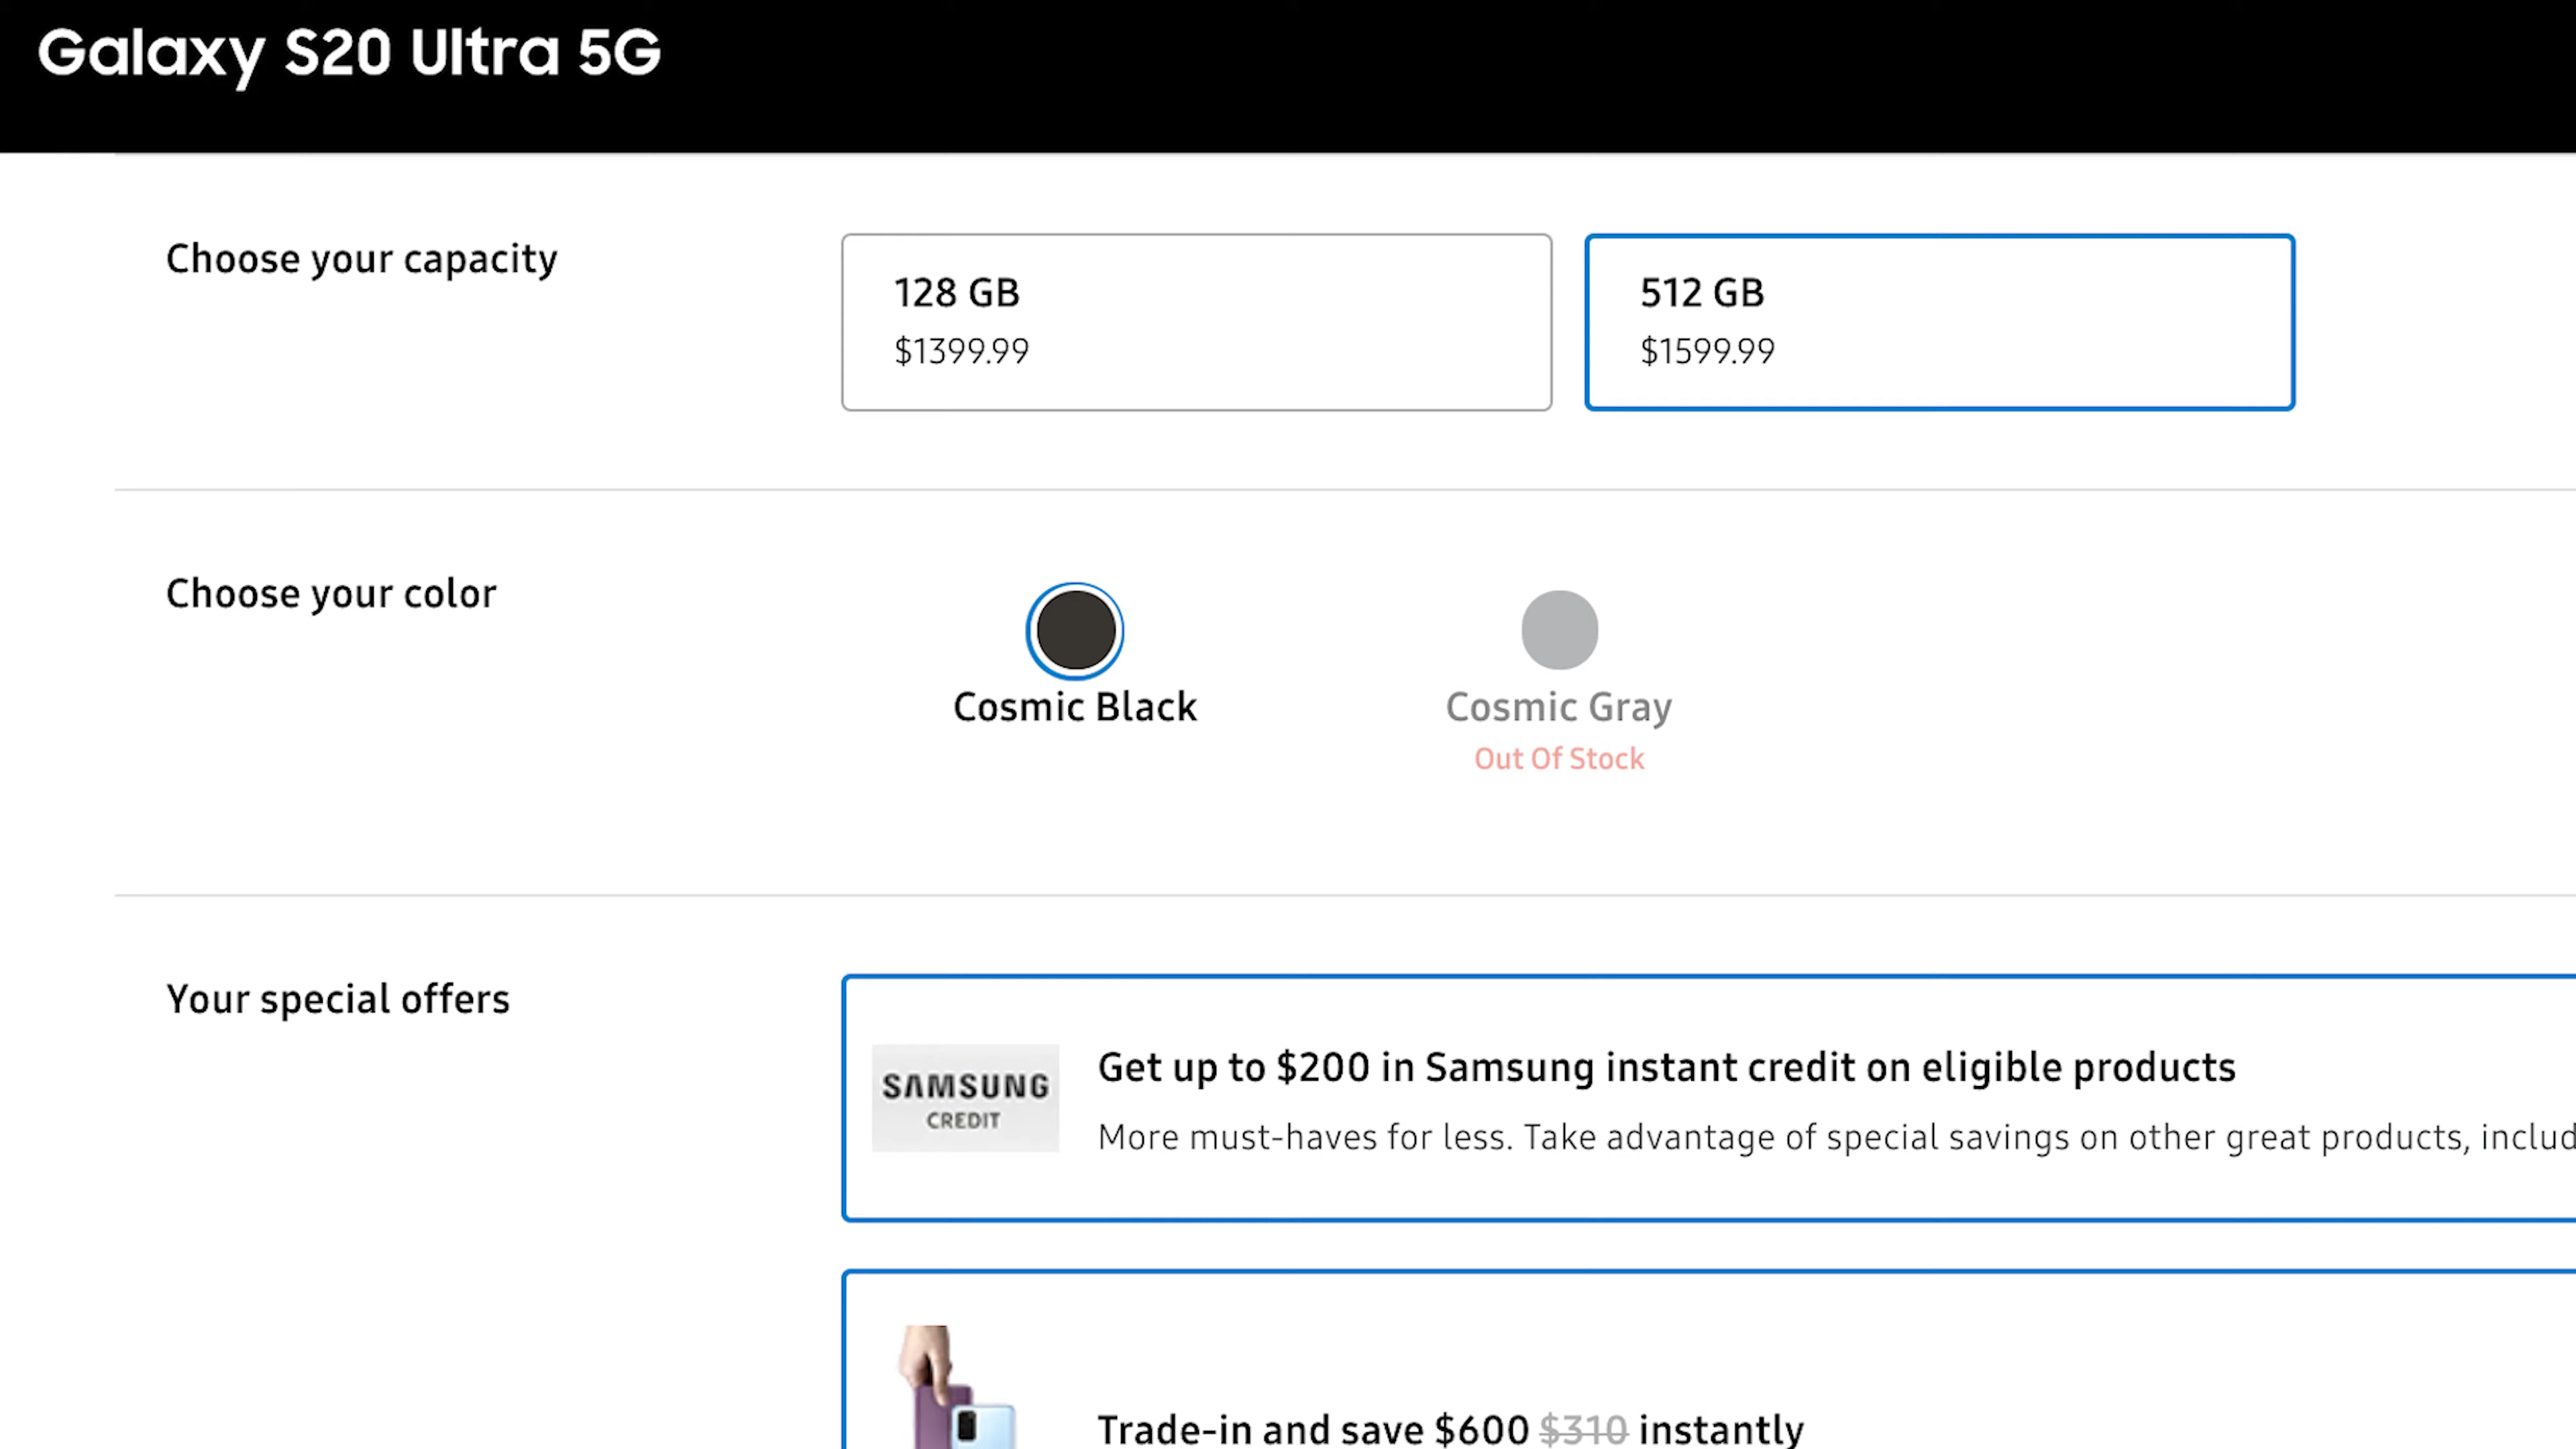 Galaxy S20 Ultra 5G
Choose your capacity
128 GB
$1399.99
512 GB
$1599.99
Choose your color
Cosmic Black
Cosmic Gray
Out Of Stock
Your special offers
SAMSUNG
CREDIT
Get up to $200 in Samsung instant credit on eligible products
More must-haves for less. Take advantage of special savings on other great products, includ
Trade-in and save $600 $310 instantly